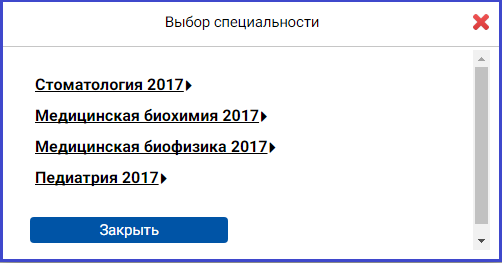 Выбор специальности
Стоматология 2017
Медицинская биохимия 2017
Медицинская биофизика 2017
Педиатрия 2017
Закрыть